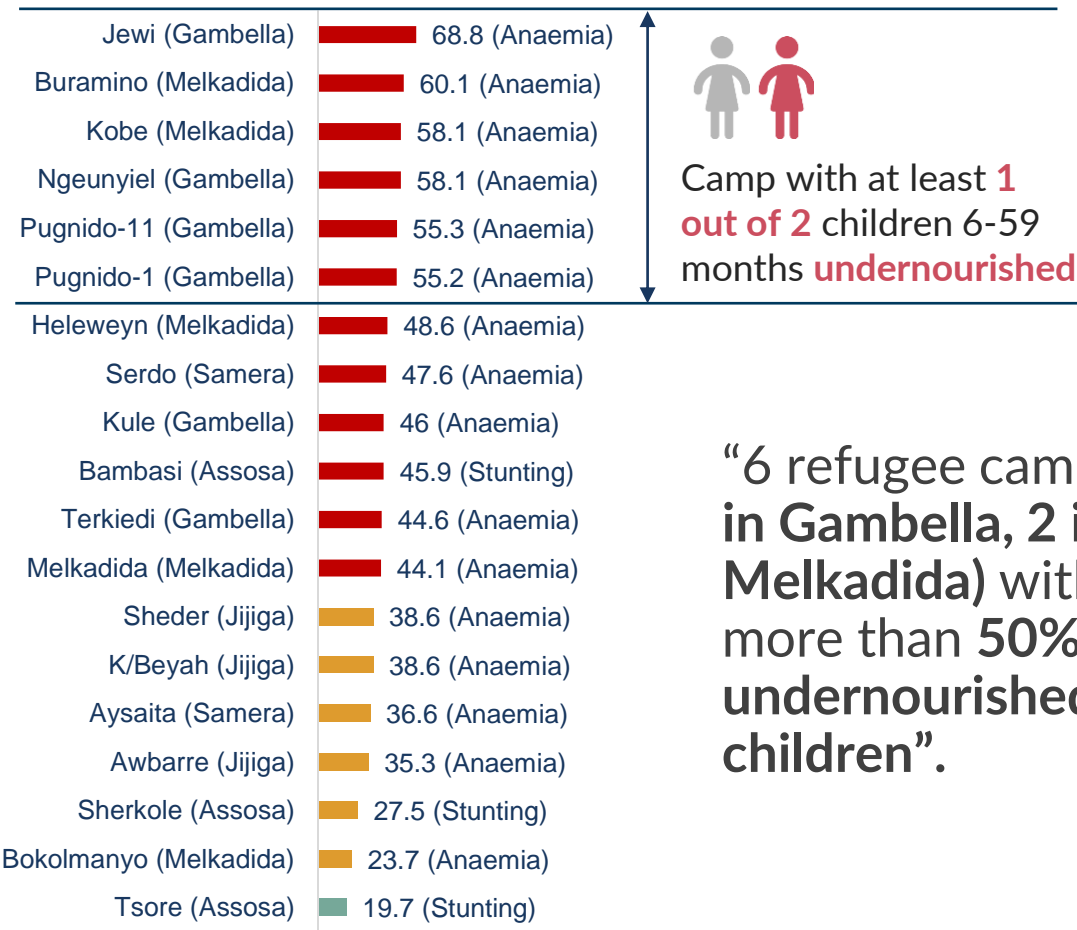 Jewi (Gambella) 68.8 (Anaemia)
Buramino (Melkadida) 60.1 (Anaemia)
Kobe (Melkadida) 58.1 (Anaemia)
Ngeunyiel (Gambella) 58.1 (Anaemia)
Pugnido-11 (Gambella) 55.3 (Anaemia)
Pugnido-1 (Gambella) 55.2 (Anaemia)
Heleweyn (Melkadida) 48.6 (Anaemia)
Serdo (Samera) 47.6 (Anaemia)
Kule (Gambella) 46 (Anaemia)
Bambasi (Assosa) 45.9 (Stunting)
Terkiedi (Gambella) 44.6 (Anaemia)
Melkadida (Melkadida) 44.1 (Anaemia)
Sheder (Jijiga) 38.6 (Anaemia)
K/Beyah (Jijiga) 38.6 (Anaemia)
Aysaita (Samera) 36.6 (Anaemia)
Awbarre (Jijiga) 35.3 (Anaemia)
Sherkole (Assosa) 27.5 (Stunting)
Bokolmanyo (Melkadida) 23.7 (Anaemia)
Tsore (Assosa) 19.7 (Stunting)
Camp with at least 1
out of 2 children 6-59
months undernourished
“6 refugee cam
in Gambella, 2 i
Melkadida) wit
more than 50%
undernourished
children”.